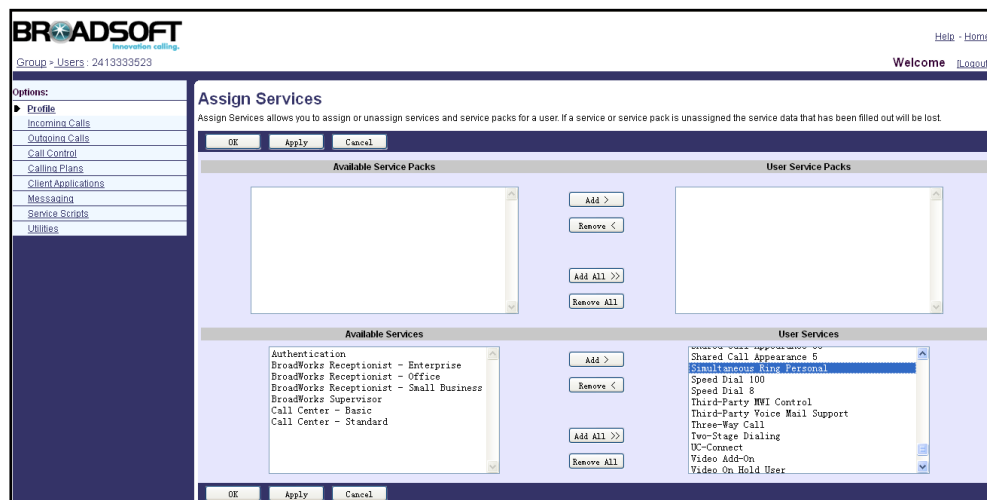 BROADSOFT
Innovation calling.
Help - Home
Group > Users : 2413333523
Welcome [Logout
Options:
Profile
Incoming Calls
Outgoing Calls
Call Control
Calling Plans
Client Applications
Messaging
Service Scripts
Utilities
Assign Services
Assign Services allows you to assign or unassign services and service packs for a user. If a service or service pack is unassigned the service data that has been filled out will be lost.
OK Apply Cancel
Available Service Packs
User Service Packs
Add >
Remove <
Add All >>
Remove All
Available Services
User Services
Authentication
BroadWorks Receptionist - Enterprise
BroadWorks Receptionist - Office
BroadWorks Receptionist - Small Business
BroadWorks Supervisor
Call Center - Basic
Call Center - Standard
Add >
Remove <
Add All >>
Remove All
Shared Call Appearance
Shared Call Appearance 5
Simultaneous Ring Personal
Speed Dial 100
Speed Dial 8
Third-Party MWI Control
Third-Party Voice Mail Support
Three-Way Call
Two-Stage Dialing
UC-Connect
Video Add-On
Video On Hold User
OK Apply Cancel